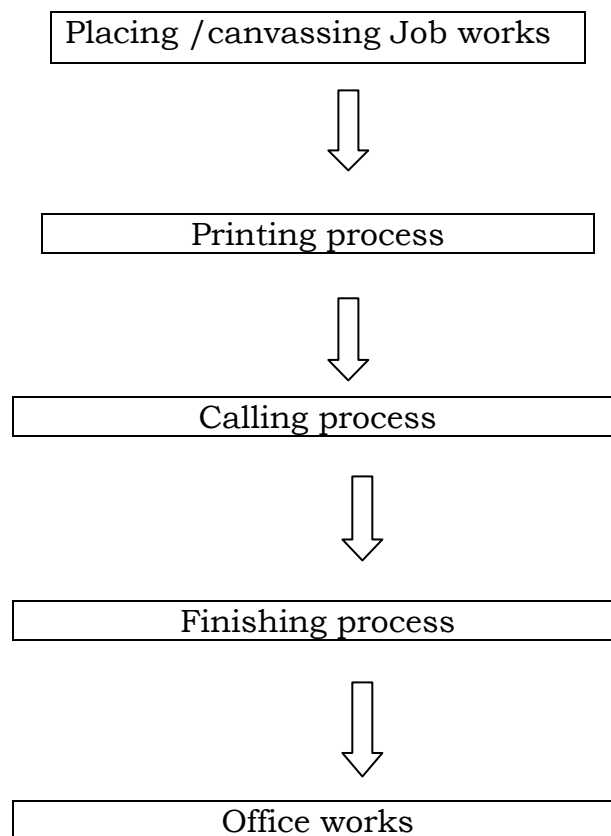 Placing /canvassing Job works
Printing process
Calling process
Finishing process
Office works